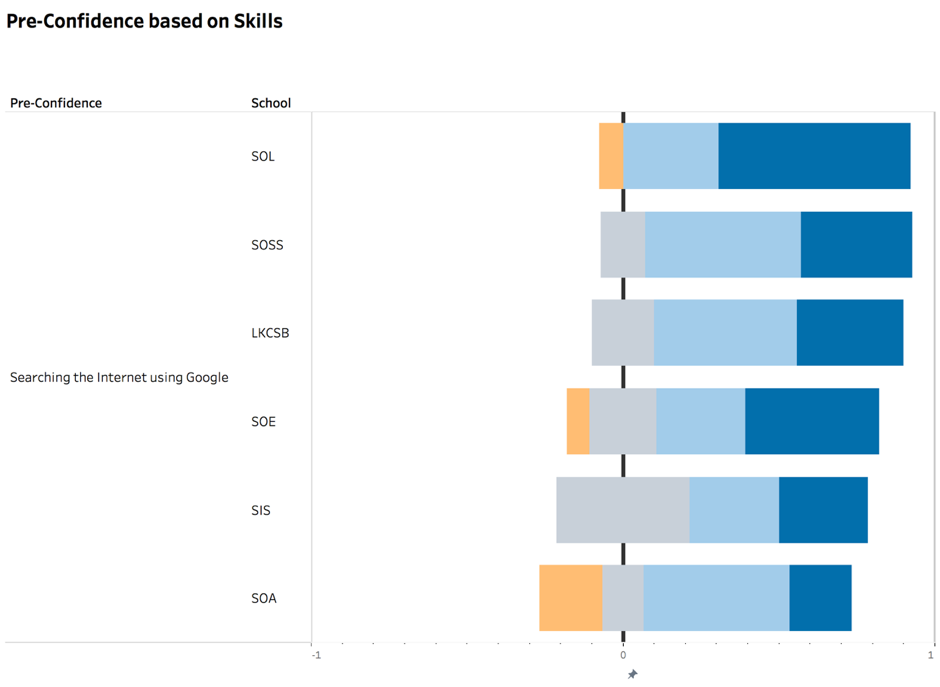 Pre-Confidence based on Skills
Pre-Confidence School
SOL
SOSS
LKCSB
Searching the Internet using Google
SOE
SIS
SOA
-1 0 1